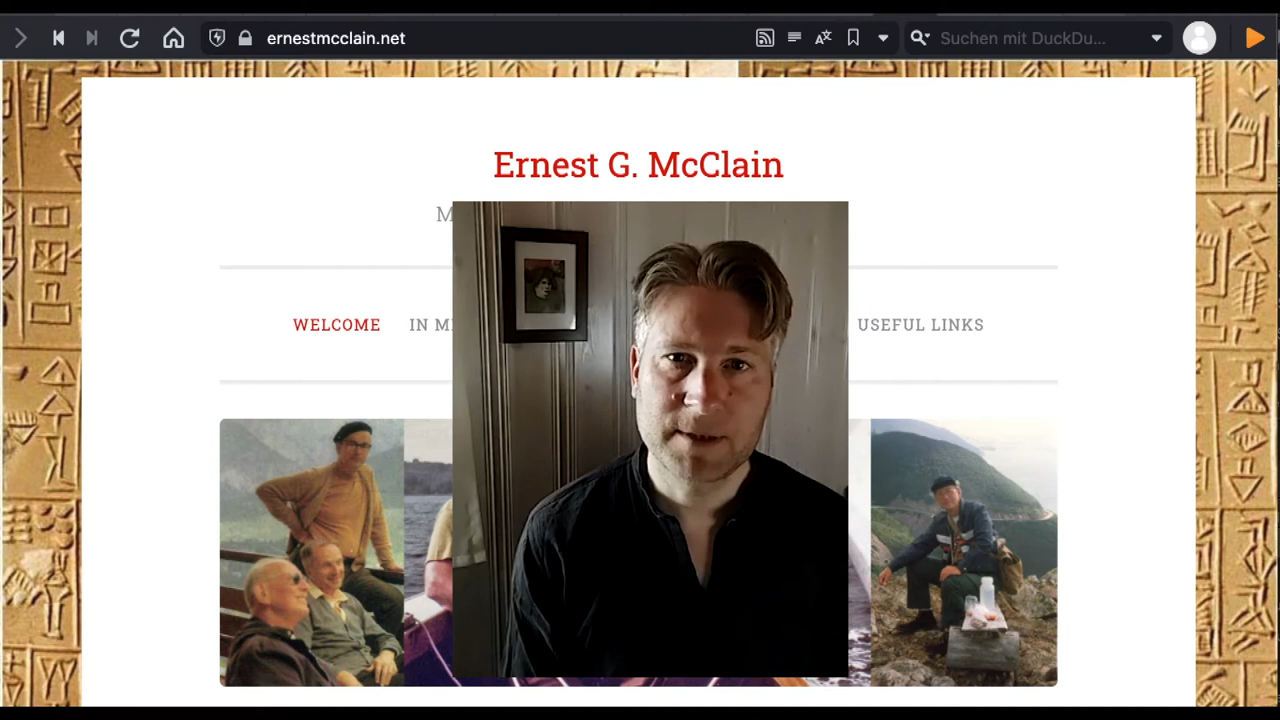 ernestmcclain.net
Suchen mit DuckDu...
Ernest G. McClain
WELCOME
USEFUL LINKS